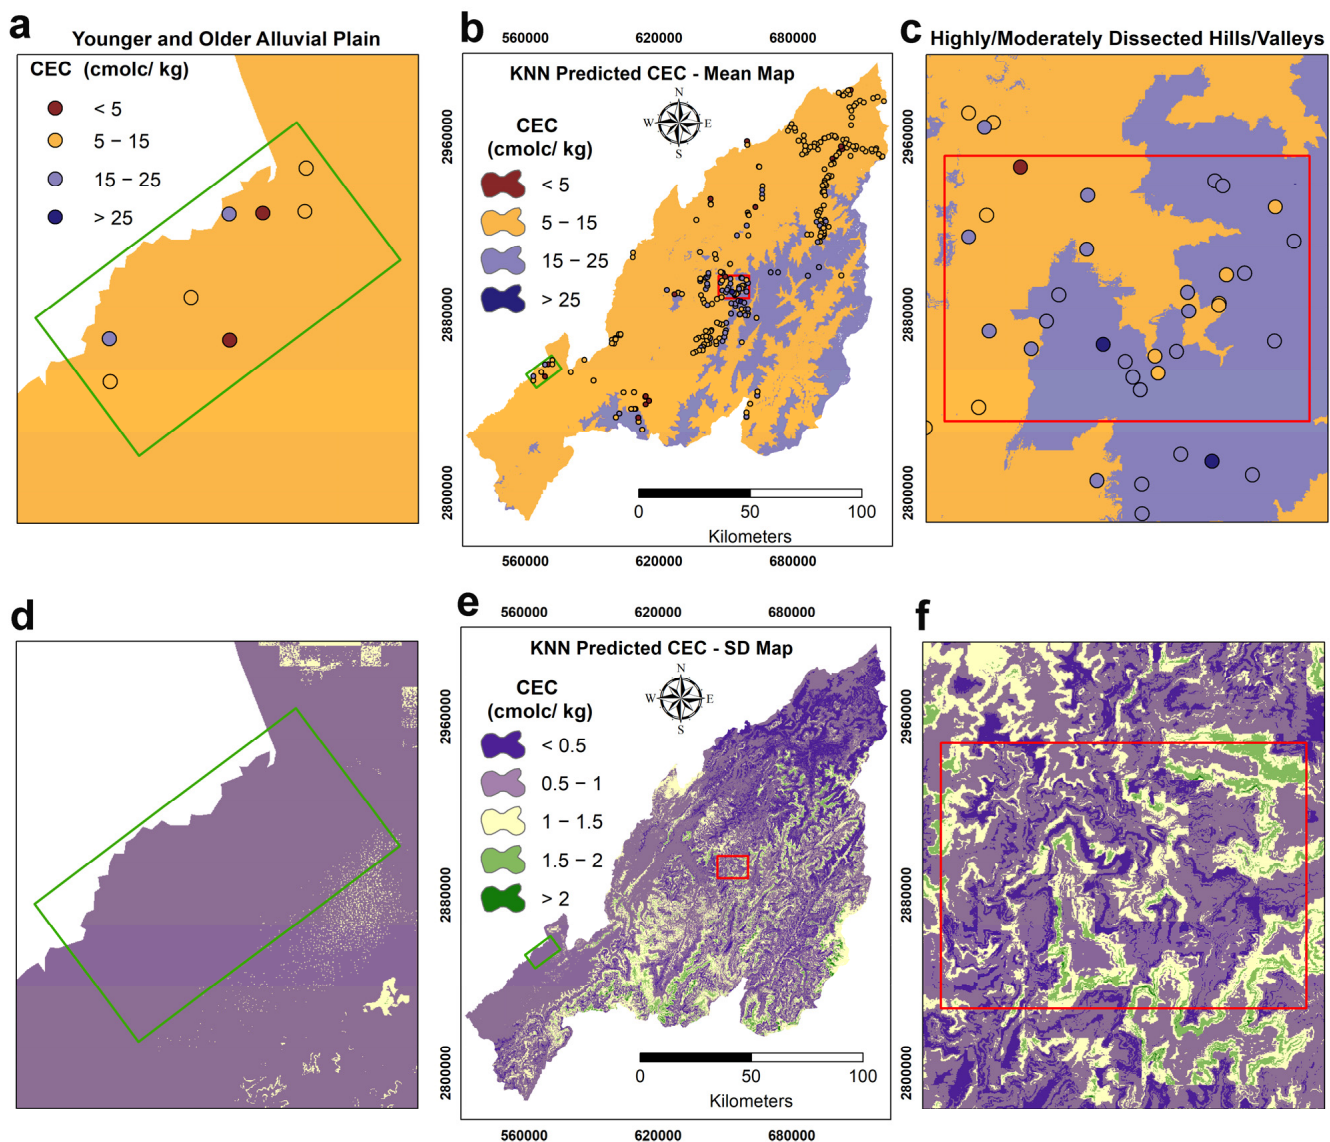 a
Younger and Older Alluvial Plain
CEC (cmolc/ kg)
< 5
5 – 15
15 – 25
> 25
b
560000
620000
680000
KNN Predicted CEC - Mean Map
N
W
E
S
CEC
(cmolc/ kg)
< 5
5 – 15
15 – 25
> 25
2960000
2880000
2800000
0
50
100
Kilometers
560000
620000
680000
c
Highly/Moderately Dissected Hills/Valleys
2960000
2880000
2800000
d
e
560000
620000
680000
KNN Predicted CEC - SD Map
N
W
E
S
CEC
(cmolc/ kg)
< 0.5
0.5 – 1
1 – 1.5
1.5 – 2
> 2
2960000
2880000
2800000
0
50
100
Kilometers
560000
620000
680000
f
2960000
2880000
2800000